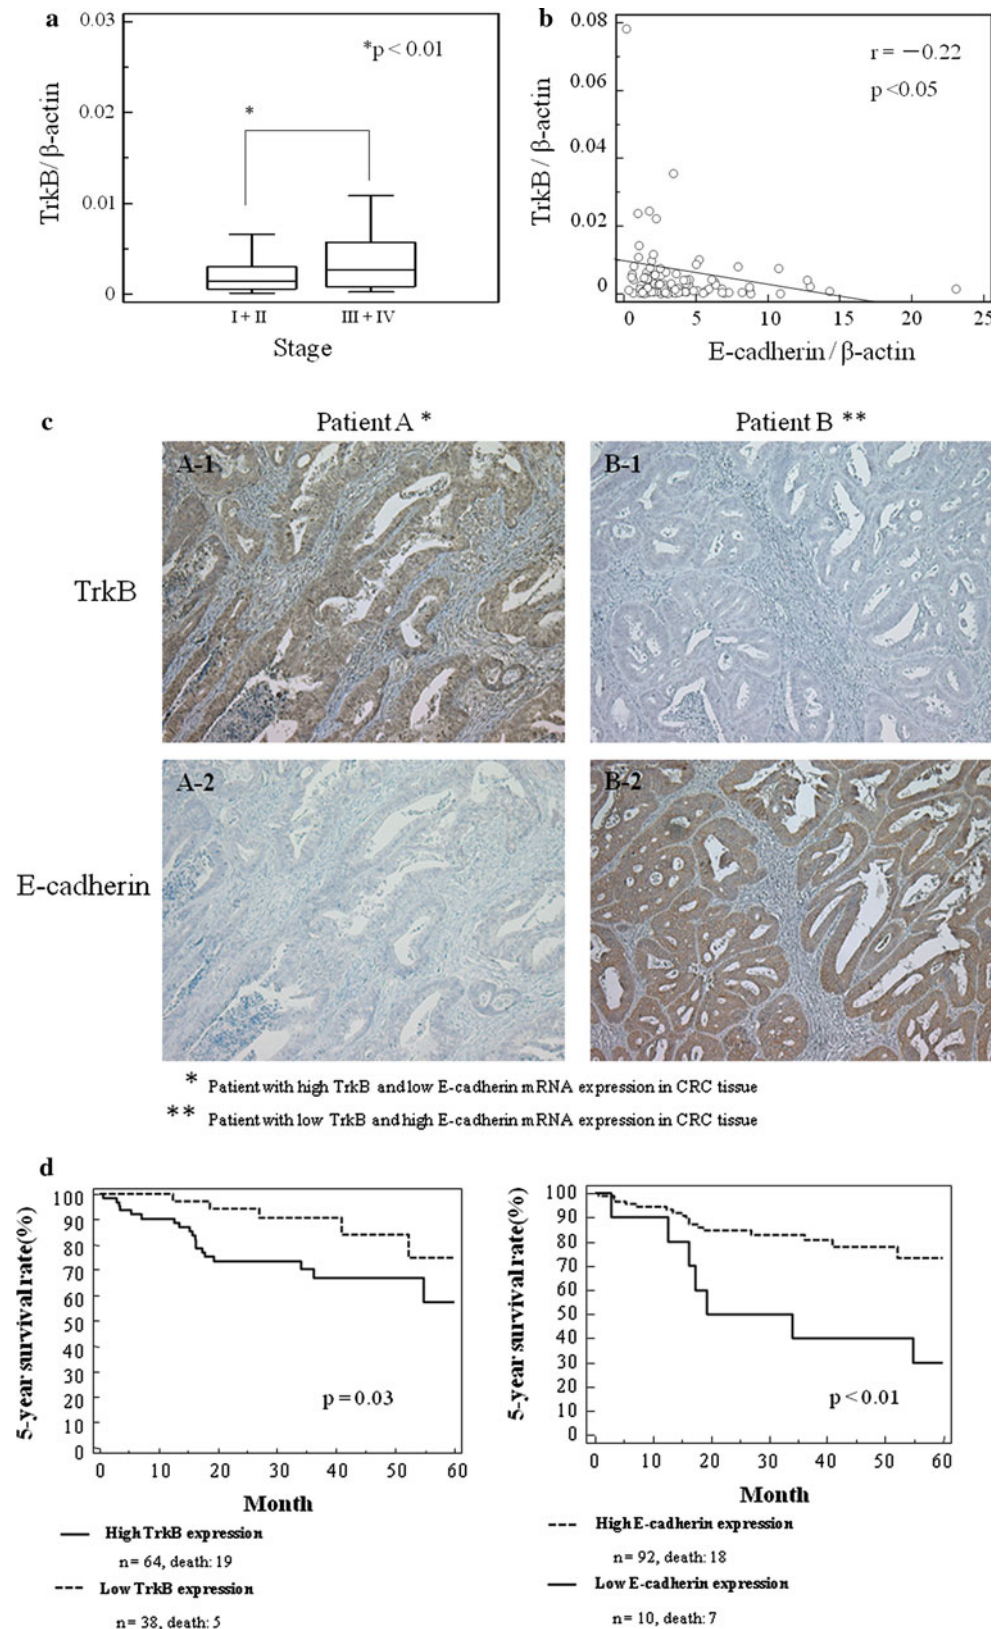 a
0.03
0.02
0.01
0
TrkB/ β-actin
*p < 0.01
*
I + II
III + IV
Stage
b
0.08
0.06
0.04
0.02
0
TrkB / β-actin
r = −0.22
p <0.05
0
5
10
15
20
25
E-cadherin / β-actin
c
Patient A *
Patient B **
TrkB
A-1
B-1
E-cadherin
A-2
B-2
* Patient with high TrkB and low E-cadherin mRNA expression in CRC tissue
** Patient with low TrkB and high E-cadherin mRNA expression in CRC tissue
d
5-year survival rate(%)
100
90
80
70
60
50
40
30
20
10
0
p = 0.03
0 10 20 30 40 50 60
Month
High TrkB expression
n= 64, death: 19
Low TrkB expression
n= 38, death: 5
5-year survival rate(%)
100
90
80
70
60
50
40
30
20
10
0
p < 0.01
0 10 20 30 40 50 60
Month
High E-cadherin expression
n= 92, death: 18
Low E-cadherin expression
n= 10, death: 7